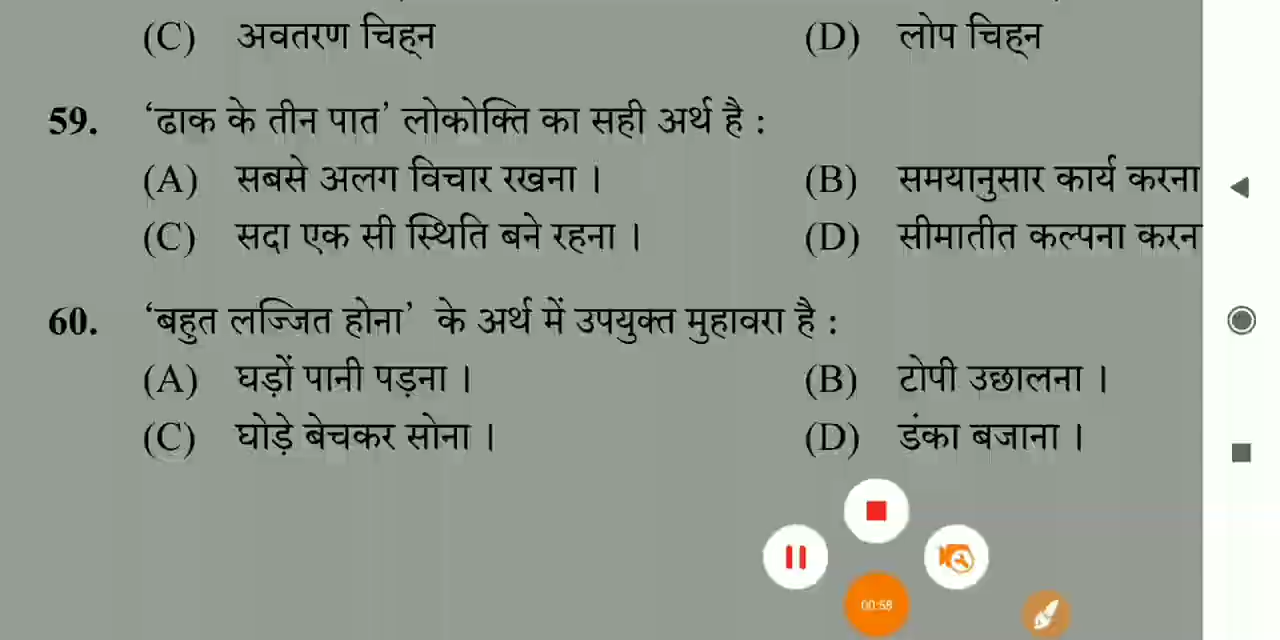 (C) अवतरण चिह्न (D) लोप चिह्न
59. ‘ढाक के तीन पात’ लोकोक्ति का सही अर्थ है :
(A) सबसे अलग विचार रखना । (B) समयानुसार कार्य करना
(C) सदा एक सी स्थिति बने रहना । (D) सीमातीत कल्पना करन
60. ‘बहुत लज्जित होना’ के अर्थ में उपयुक्त मुहावरा है :
(A) घड़ों पानी पड़ना । (B) टोपी उछालना ।
(C) घोड़े बेचकर सोना । (D) डंका बजाना ।
00:58